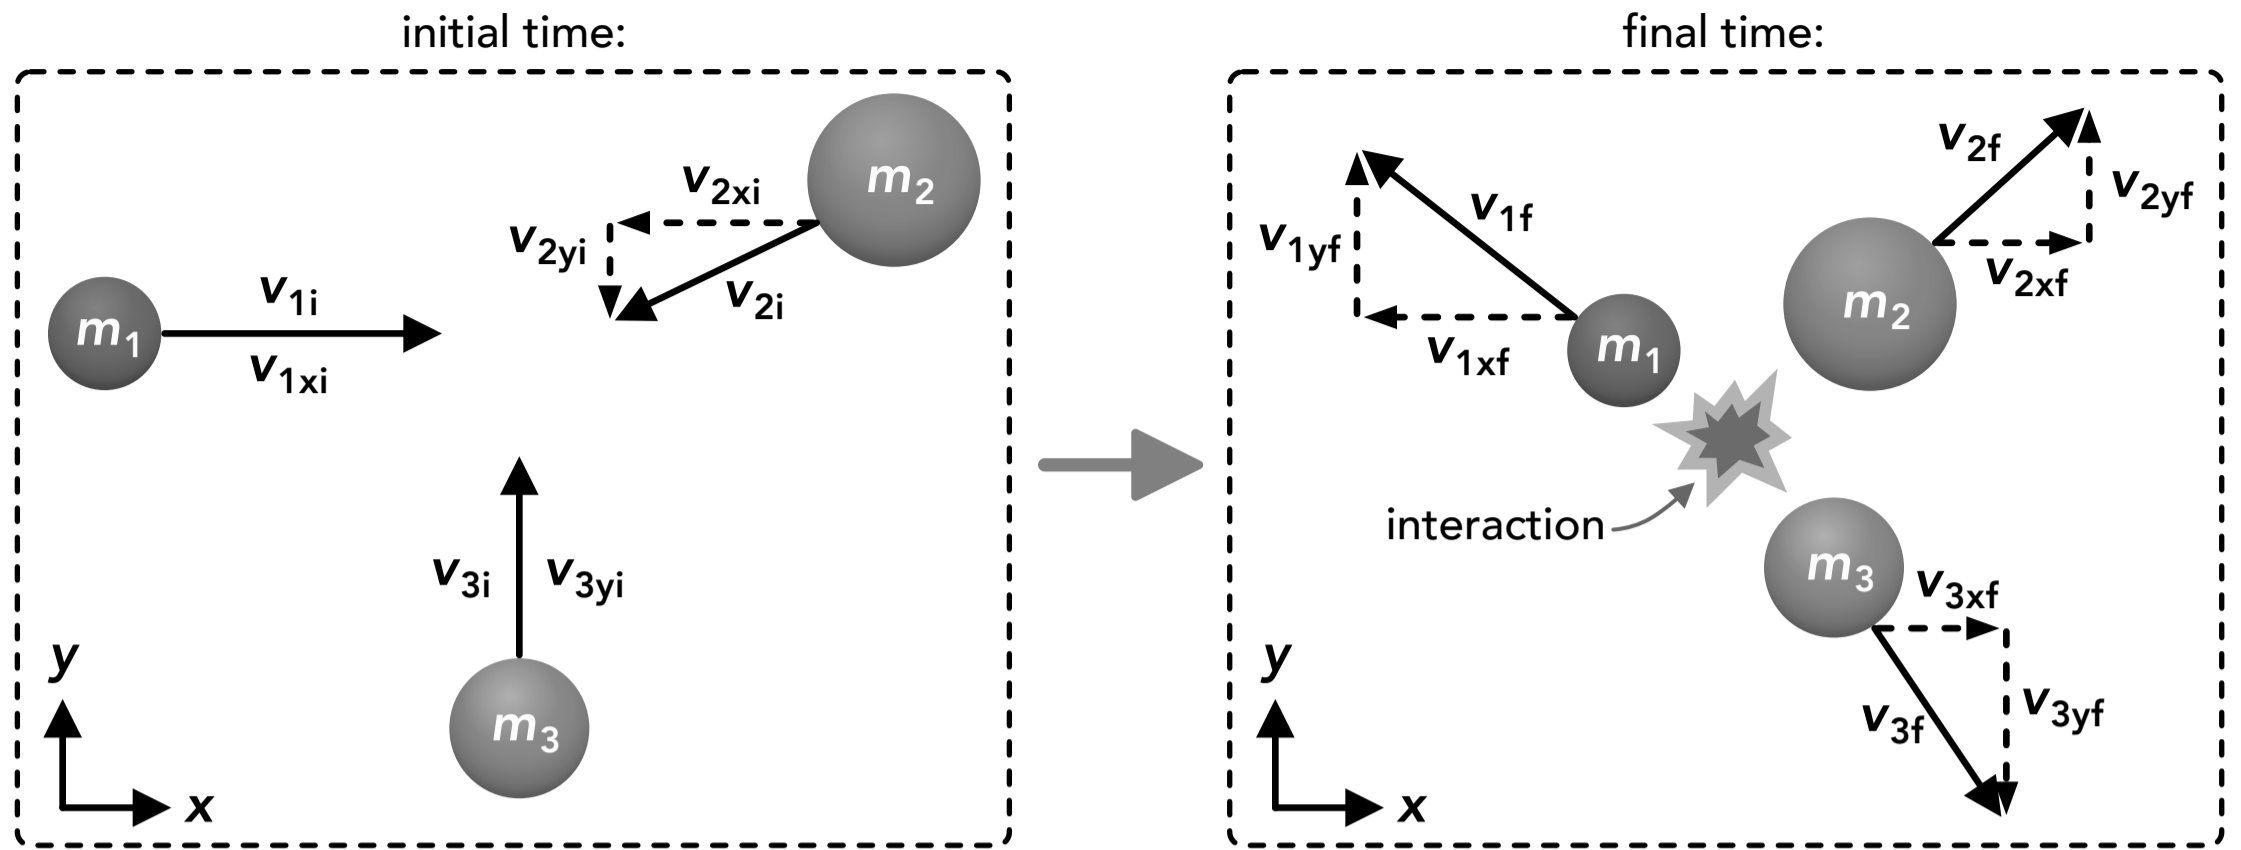 initial time:
m1
v1i
v1xi
v2xi
v2yi
v2i
m2
v3i
v3yi
m3
y
x
final time:
v1f
v1yf
v1xf
m1
v2f
v2yf
v2xf
m2
interaction
m3
v3xf
v3f
v3yf
y
x